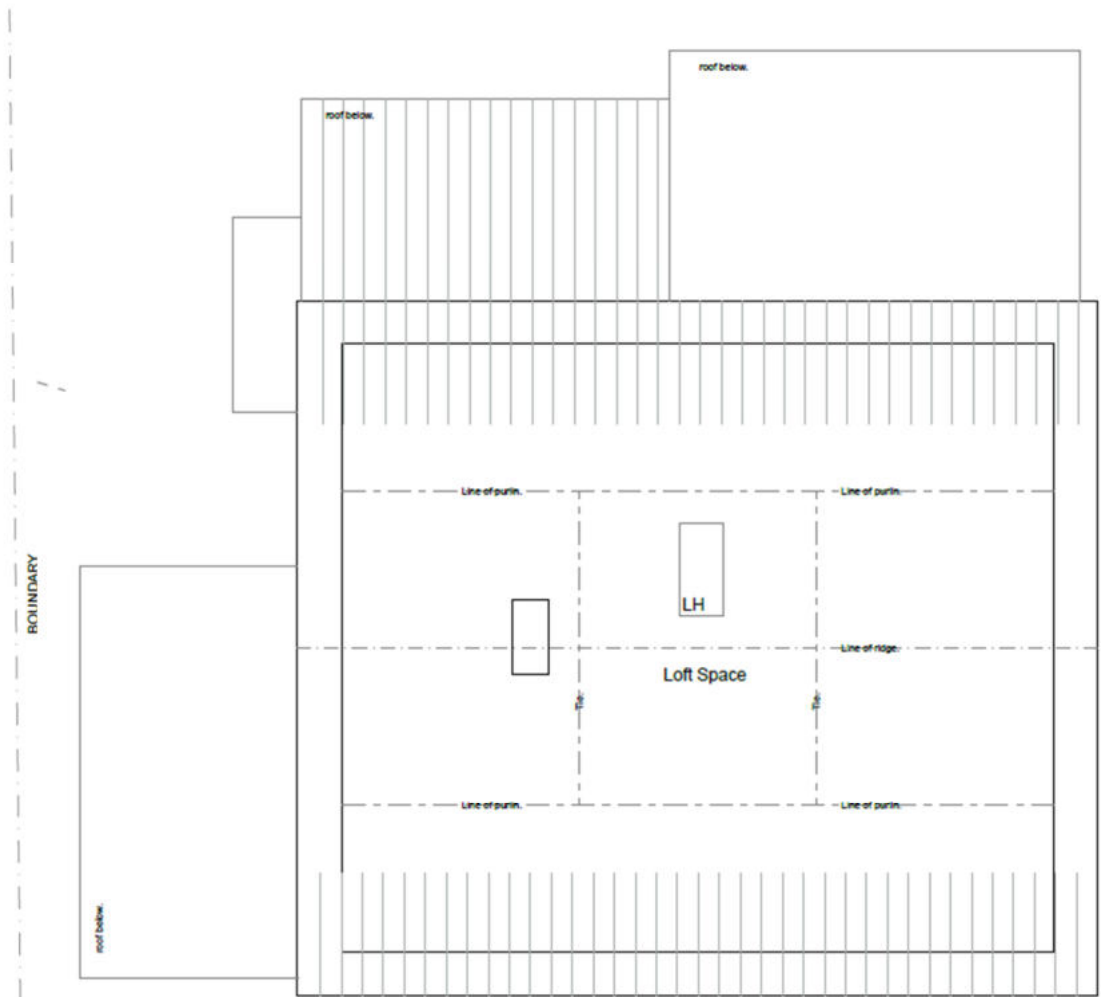 roof below.
roof below.
Line of purlin.
Line of purlin.
LH
BOUNDARY
Line of ridge.
Loft Space
Tie.
Tie.
Line of purlin.
Line of purlin.
roof below.